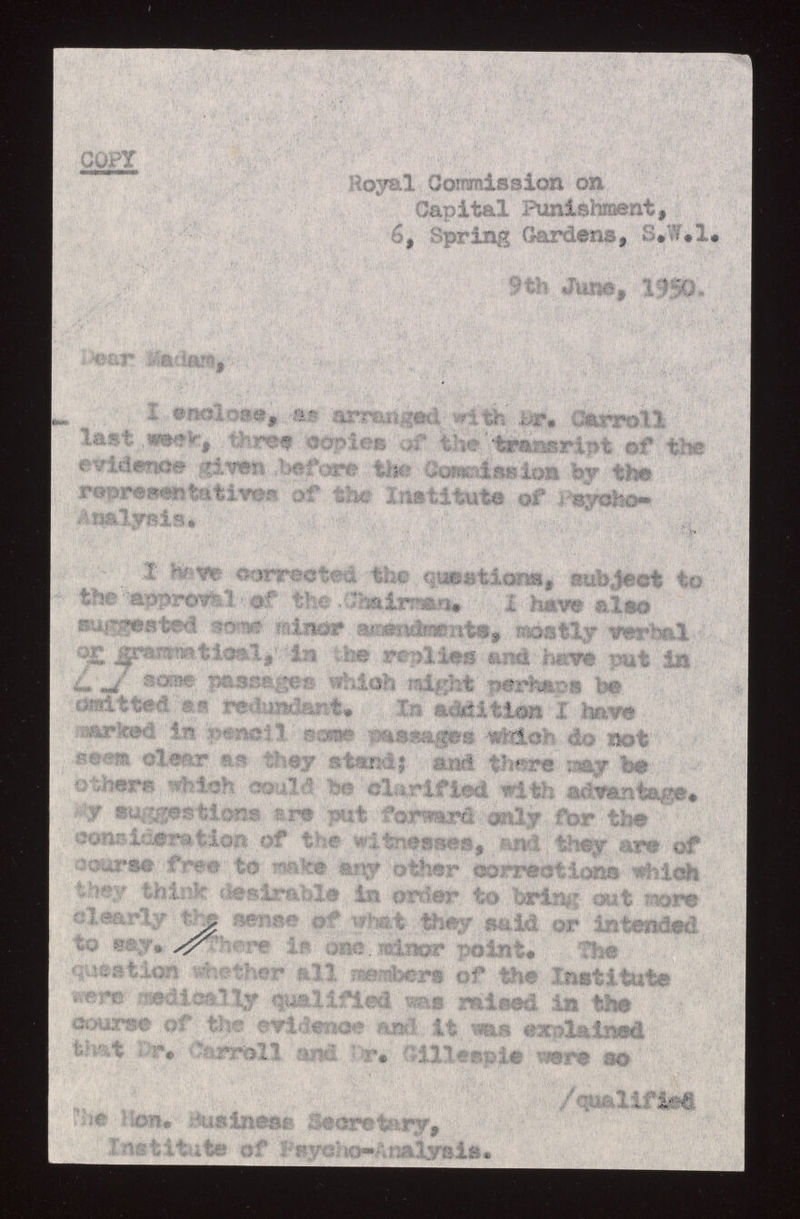 COPY
Royal Commission on
Capital Punishment,
6, Spring Gardens, S.W.1.
9th June, 1950.
Dear Madam,
I enclose, as arranged with Dr. Carroll
last week, three copies of the transript of the
evidence given before the Commission by the
representatives of the Institute of Psycho-
Analysis.
I have corrected the questions, subject to
the approval of the Chairman. I have also
suggested some minor amendments, mostly verbal
or grammatical, in the replies and have put in
[ ] some passages which might perhaps be
omitted as redundant. In addition I have
marked in pencil some passages which do not
seem clear as they stand; and there may be
others which could be clarified with advantage.
My suggestions are put forward only for the
consideration of the witnesses, and they are of
course free to make any other corrections which
they think desirable in order to bring out more
clearly the sense of what they said or intended
to say. //There is one minor point. The
question whether all members of the Institute
were medically qualified was raised in the
course of the evidence and it was explained
that Dr. Carroll and Dr. Gillespie were so
/qualified
The Hon. Business Secretary,
Institute of Psycho-Analysis.